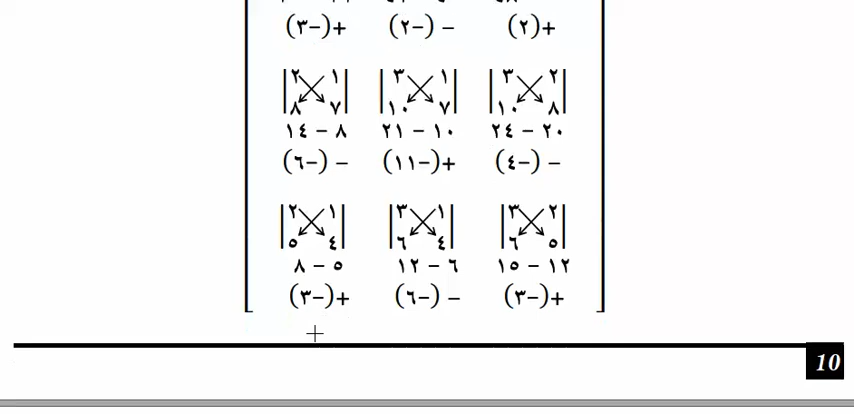 +(٢) − (−٢) +(−٣)
|٢ ٣| |١ ٣| |١ ٢|
|٨ ١٠| |٧ ١٠| |٧ ٨|
٢٠ − ٢٤ ١٠ − ٢١ ٨ − ١٤
− (−٤) +(−١١) − (−٦)
|٢ ٣| |١ ٣| |١ ٢|
|٥ ٦| |٤ ٦| |٤ ٥|
١٢ − ١٥ ٦ − ١٢ ٥ − ٨
+(−٣) − (−٦) +(−٣)
10